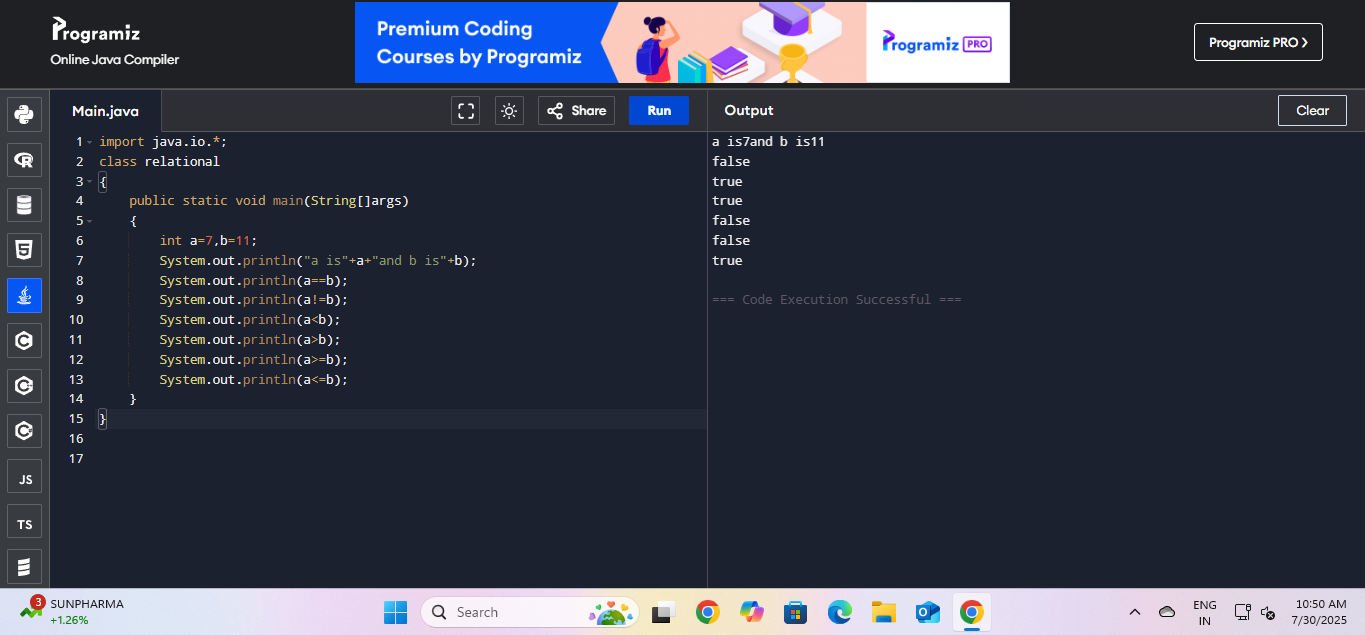 Programiz
Online Java Compiler
Premium Coding
Courses by Programiz
Programiz PRO
Programiz PRO >
Main.java
Share
Run
Output
Clear
1 import java.io.*;
2 class relational
3 {
4 public static void main(String[]args)
5 {
6 int a=7,b=11;
7 System.out.println("a is"+a+"and b is"+b);
8 System.out.println(a==b);
9 System.out.println(a!=b);
10 System.out.println(a<b);
11 System.out.println(a>b);
12 System.out.println(a>=b);
13 System.out.println(a<=b);
14 }
15 }
16
17
a is7and b is11
false
true
true
false
false
true
=== Code Execution Successful ===
JS
TS
3
SUNPHARMA
+1.26%
Search
ENG
IN
10:50 AM
7/30/2025